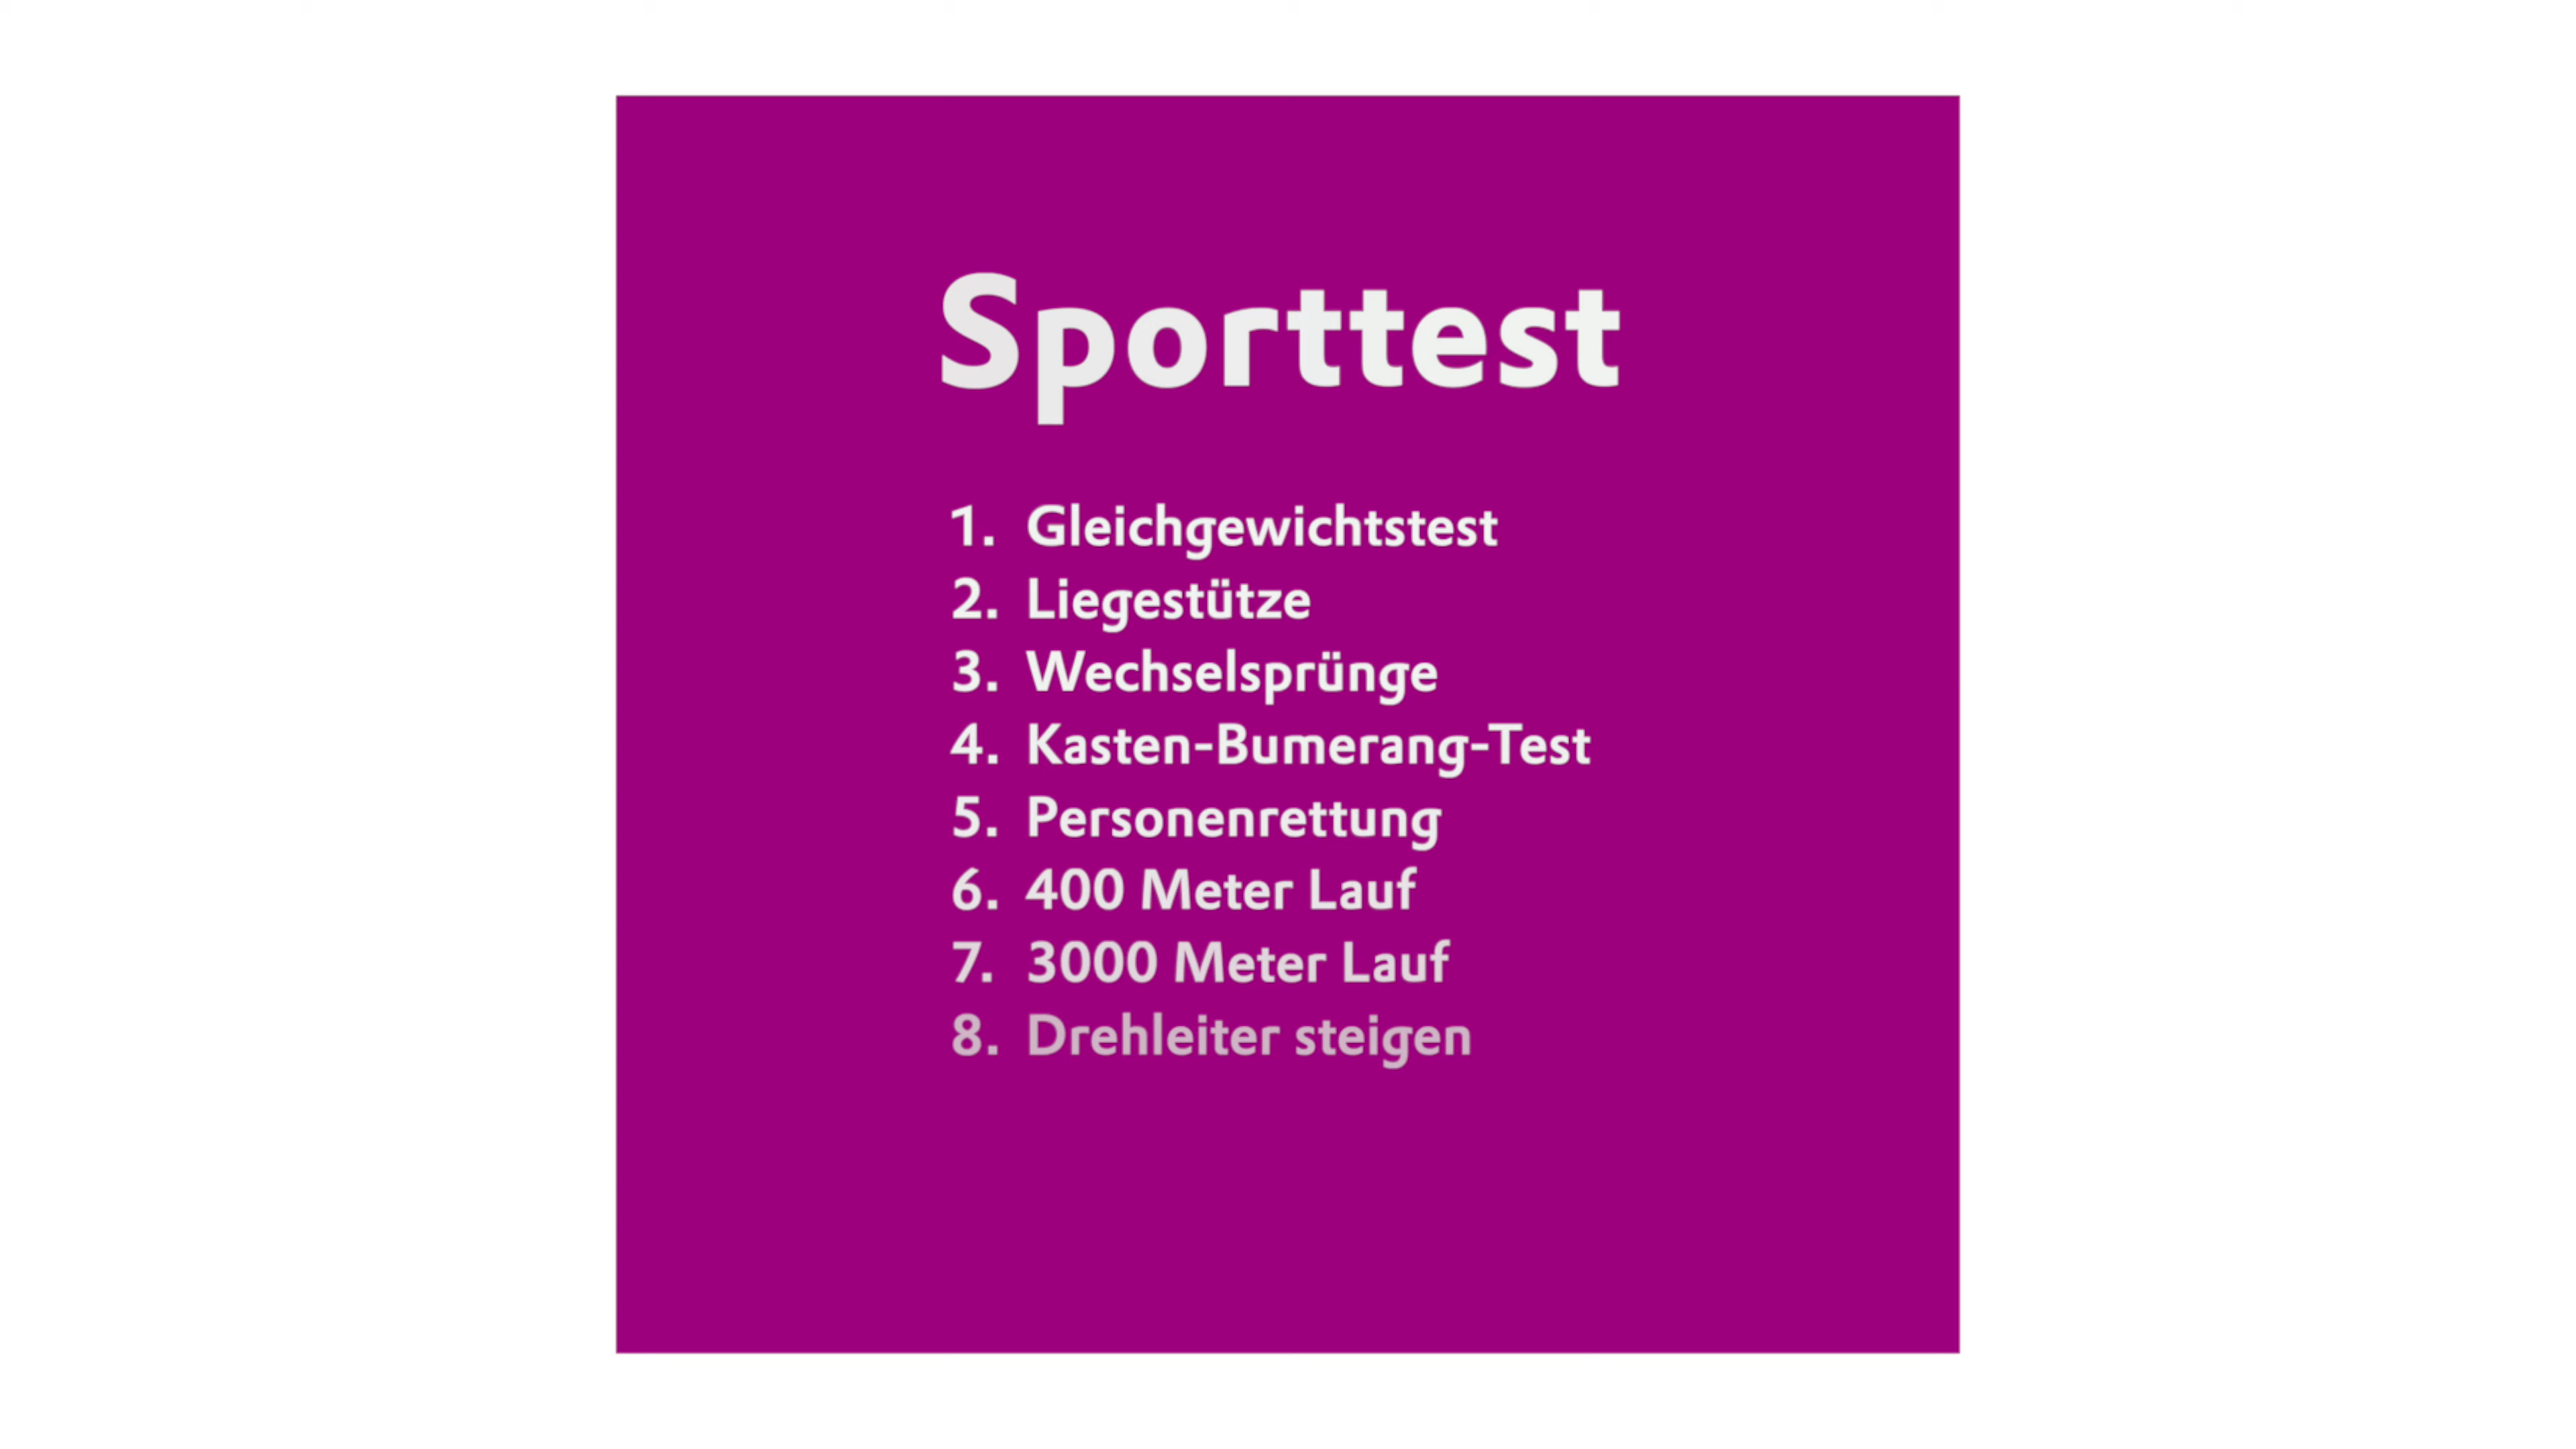 Sporttest
1. Gleichgewichtstest
2. Liegestütze
3. Wechselsprünge
4. Kasten-Bumerang-Test
5. Personenrettung
6. 400 Meter Lauf
7. 3000 Meter Lauf
8. Drehleiter steigen